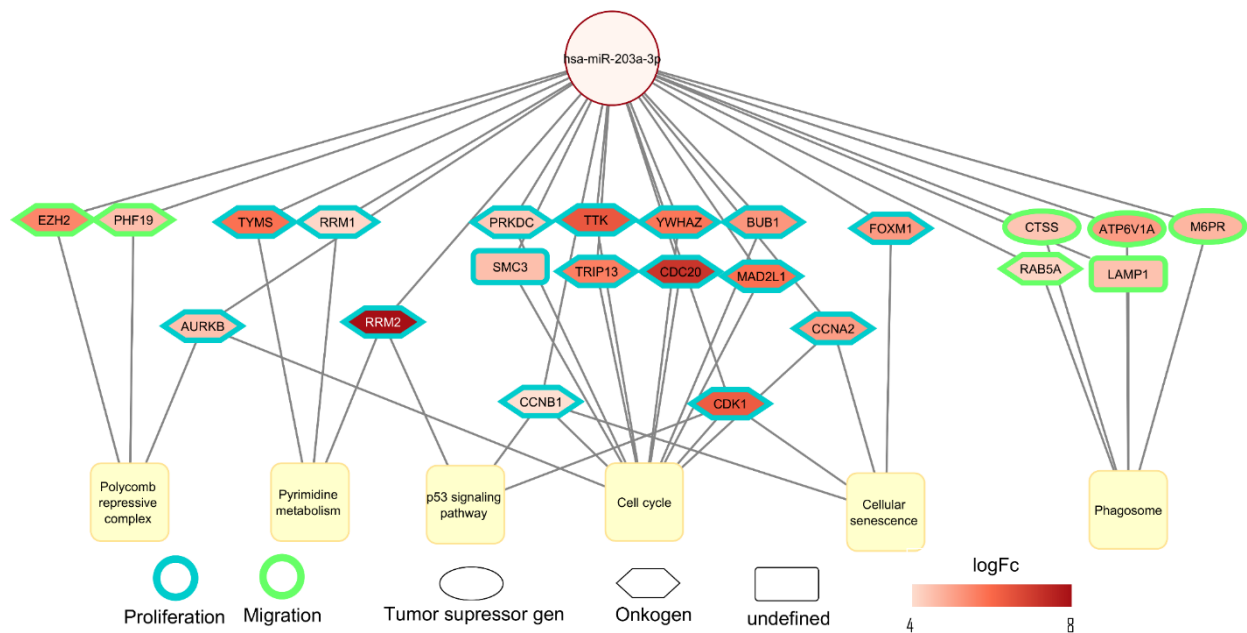 hsa-miR-203a-3p
EZH2
PHF19
TYMS
RRM1
PRKDC
TTK
YWHAZ
BUB1
FOXM1
CTSS
ATP6V1A
M6PR
SMC3
TRIP13
CDC20
MAD2L1
RAB5A
LAMP1
AURKB
RRM2
CCNA2
CCNB1
CDK1
Polycomb
repressive
complex
Pyrimidine
metabolism
p53 signaling
pathway
Cell cycle
Cellular
senescence
Phagosome
Proliferation
Migration
Tumor supressor gen
Onkogen
undefined
logFc
4
8